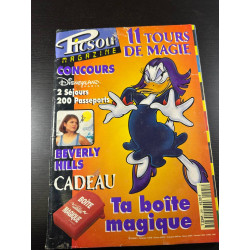 PICSOU
MAGAZINE
11 TOURS
DE MAGIE
CONCOURS
DISNEYLAND
PARIS
2 Séjours
200 Passeports
BEVERLY
HILLS
CADEAU
BOÎTE
MAGIQUE
Ta boîte
magique